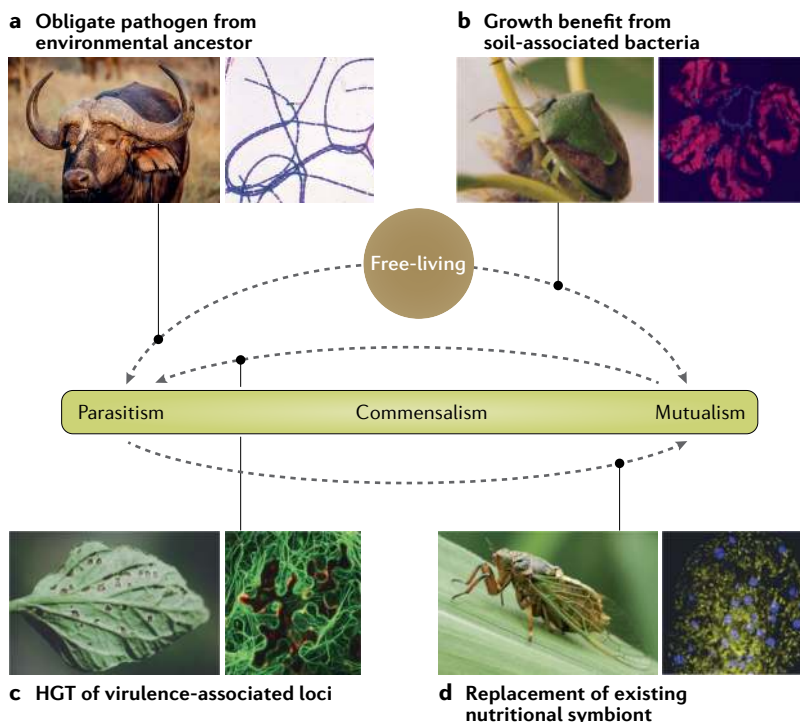 a Obligate pathogen from
environmental ancestor
b Growth benefit from
soil-associated bacteria
Free-living
Parasitism Commensalism Mutualism
c HGT of virulence-associated loci
d Replacement of existing
nutritional symbiont